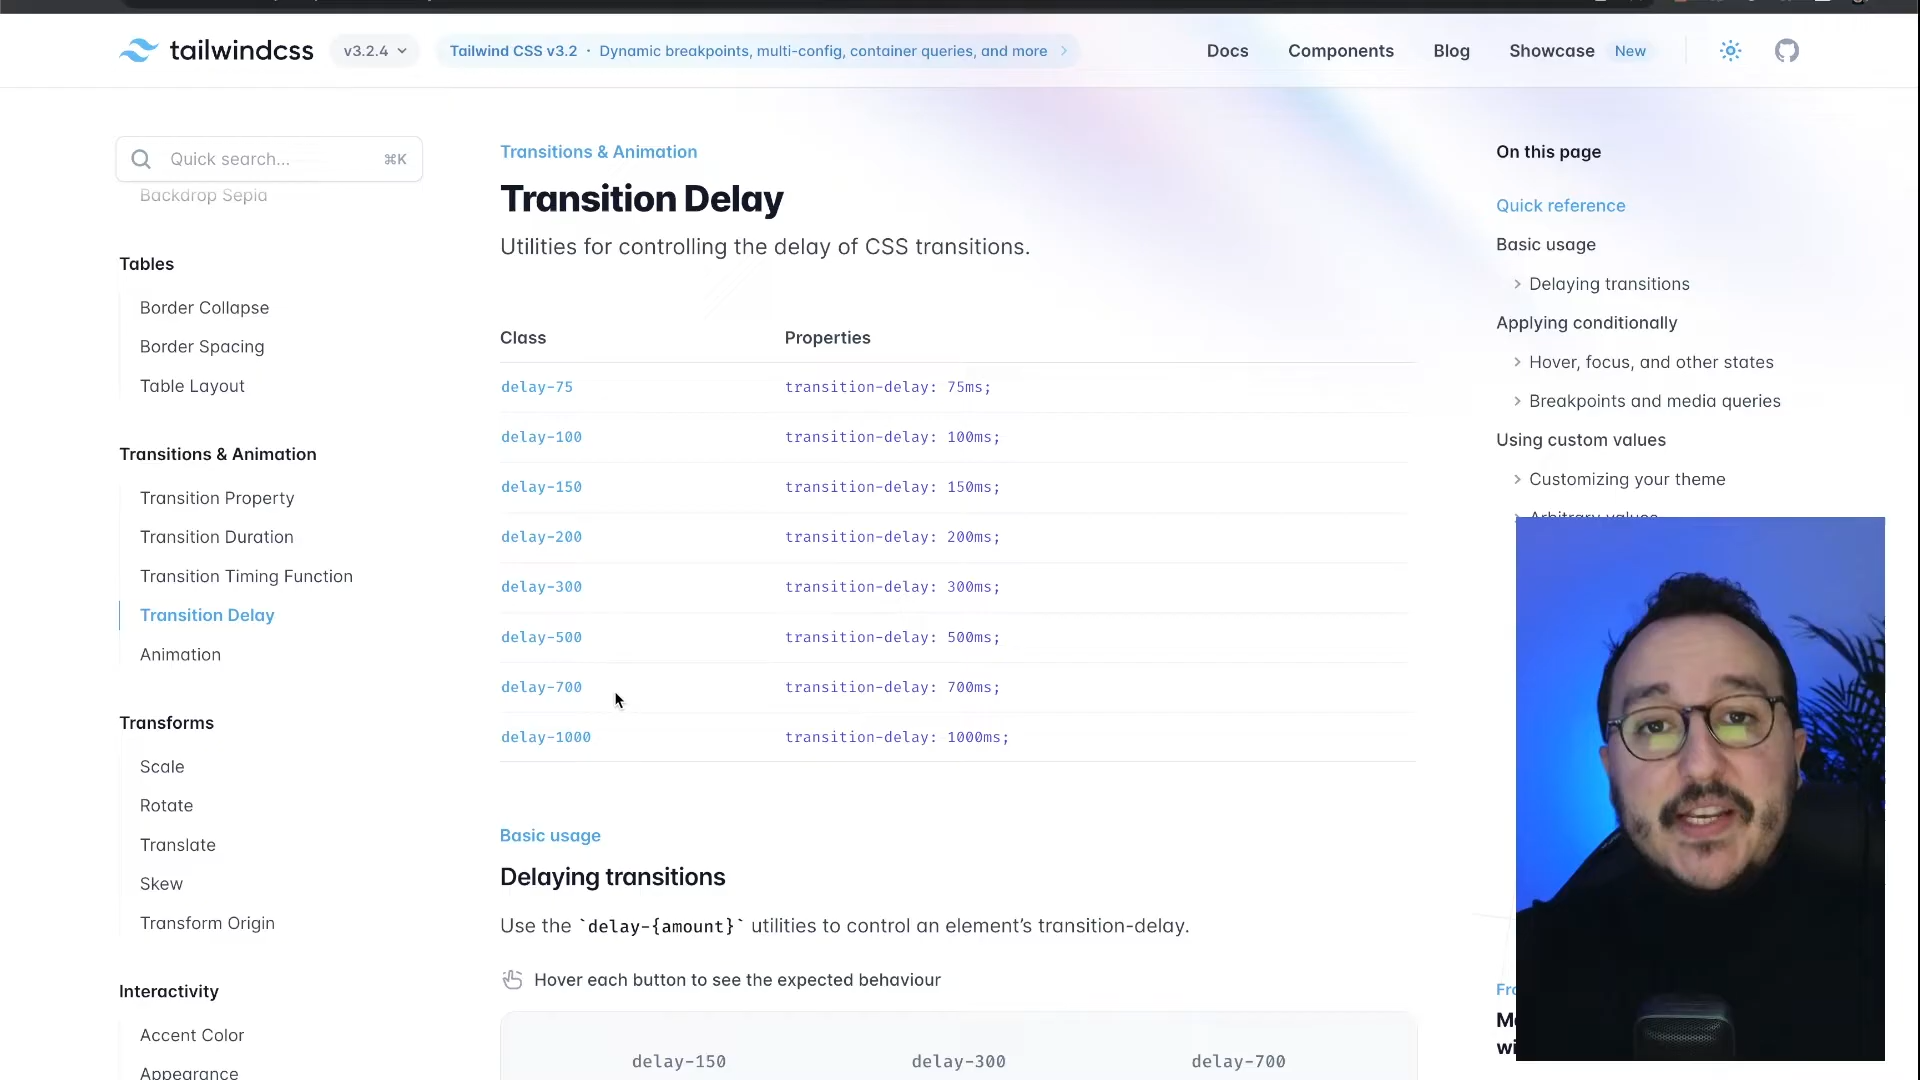 tailwindcss
v3.2.4
Tailwind CSS v3.2 · Dynamic breakpoints, multi-config, container queries, and more
Docs
Components
Blog
Showcase
New
Quick search...
⌘K
Backdrop Sepia
Tables
Border Collapse
Border Spacing
Table Layout
Transitions & Animation
Transition Property
Transition Duration
Transition Timing Function
Transition Delay
Animation
Transforms
Scale
Rotate
Translate
Skew
Transform Origin
Interactivity
Accent Color
Appearance
Transitions & Animation
Transition Delay
Utilities for controlling the delay of CSS transitions.
Class Properties
delay-75 transition-delay: 75ms;
delay-100 transition-delay: 100ms;
delay-150 transition-delay: 150ms;
delay-200 transition-delay: 200ms;
delay-300 transition-delay: 300ms;
delay-500 transition-delay: 500ms;
delay-700 transition-delay: 700ms;
delay-1000 transition-delay: 1000ms;
Basic usage
Delaying transitions
Use the `delay-{amount}` utilities to control an element’s transition-delay.
Hover each button to see the expected behaviour
delay-150 delay-300 delay-700
On this page
Quick reference
Basic usage
Delaying transitions
Applying conditionally
Hover, focus, and other states
Breakpoints and media queries
Using custom values
Customizing your theme
Arbitrary values